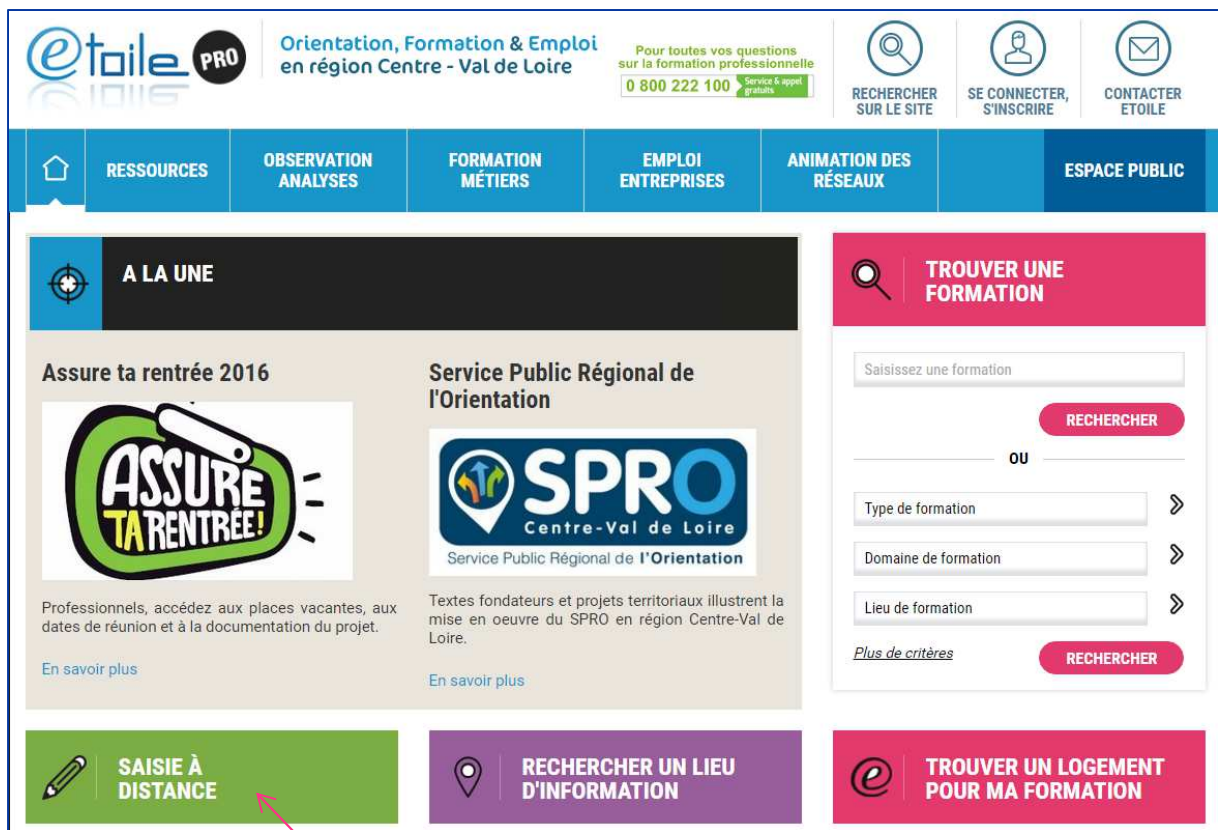 etoile PRO
Orientation, Formation & Emploi
en région Centre - Val de Loire
Pour toutes vos questions
sur la formation professionnelle
0 800 222 100 Service & appel
gratuits
RECHERCHER
SUR LE SITE
SE CONNECTER,
S'INSCRIRE
CONTACTER
ETOILE
RESSOURCES
OBSERVATION
ANALYSES
FORMATION
MÉTIERS
EMPLOI
ENTREPRISES
ANIMATION DES
RÉSEAUX
ESPACE PUBLIC
A LA UNE
Assure ta rentrée 2016
ASSURE
TA RENTRÉE!
Professionnels, accédez aux places vacantes, aux
dates de réunion et à la documentation du projet.
En savoir plus
Service Public Régional de
l'Orientation
SPRO
Centre-Val de Loire
Service Public Régional de l'Orientation
Textes fondateurs et projets territoriaux illustrent la
mise en oeuvre du SPRO en région Centre-Val de
Loire.
En savoir plus
TROUVER UNE
FORMATION
Saisissez une formation
RECHERCHER
OU
Type de formation
Domaine de formation
Lieu de formation
Plus de critères
RECHERCHER
SAISIE À
DISTANCE
RECHERCHER UN LIEU
D'INFORMATION
e
TROUVER UN LOGEMENT
POUR MA FORMATION